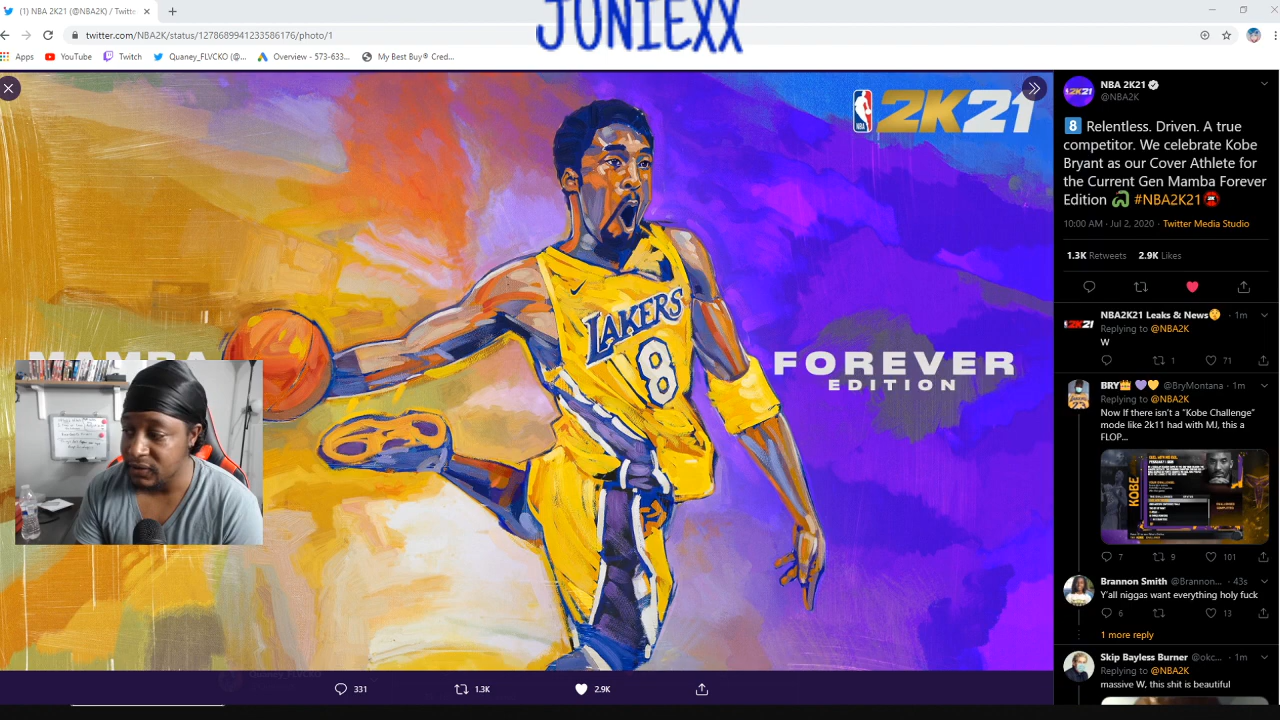 JONIEXX
(1) NBA 2K21 (@NBA2K) / Twitte
twitter.com/NBA2K/status/1278689941233586176/photo/1
Apps YouTube Twitch Quaney_FLVCKO (@... Overview - 573-633... My Best Buy® Cred...
NBA 2K21
MAMBA
FOREVER
EDITION
LAKERS
8
Quaney_FLVCKO
331 1.3K 2.9K
2K21
NBA 2K21
@NBA2K
8 Relentless. Driven. A true
competitor. We celebrate Kobe
Bryant as our Cover Athlete for
the Current Gen Mamba Forever
Edition #NBA2K21
10:00 AM · Jul 2, 2020 · Twitter Media Studio
1.3K Retweets 2.9K Likes
NBA2K21 Leaks & News · 1m
Replying to @NBA2K
W
1 71
BRY @BryMontana · 1m
Replying to @NBA2K
Now If there isn't a "Kobe Challenge"
mode like 2k11 had with MJ, this a
FLOP...
KOBE
7 9 101
Brannon Smith @Brannon... · 43s
Y'all niggas want everything holy fuck
6 13
1 more reply
Skip Bayless Burner @okc... · 1m
Replying to @NBA2K
massive W, this shit is beautiful